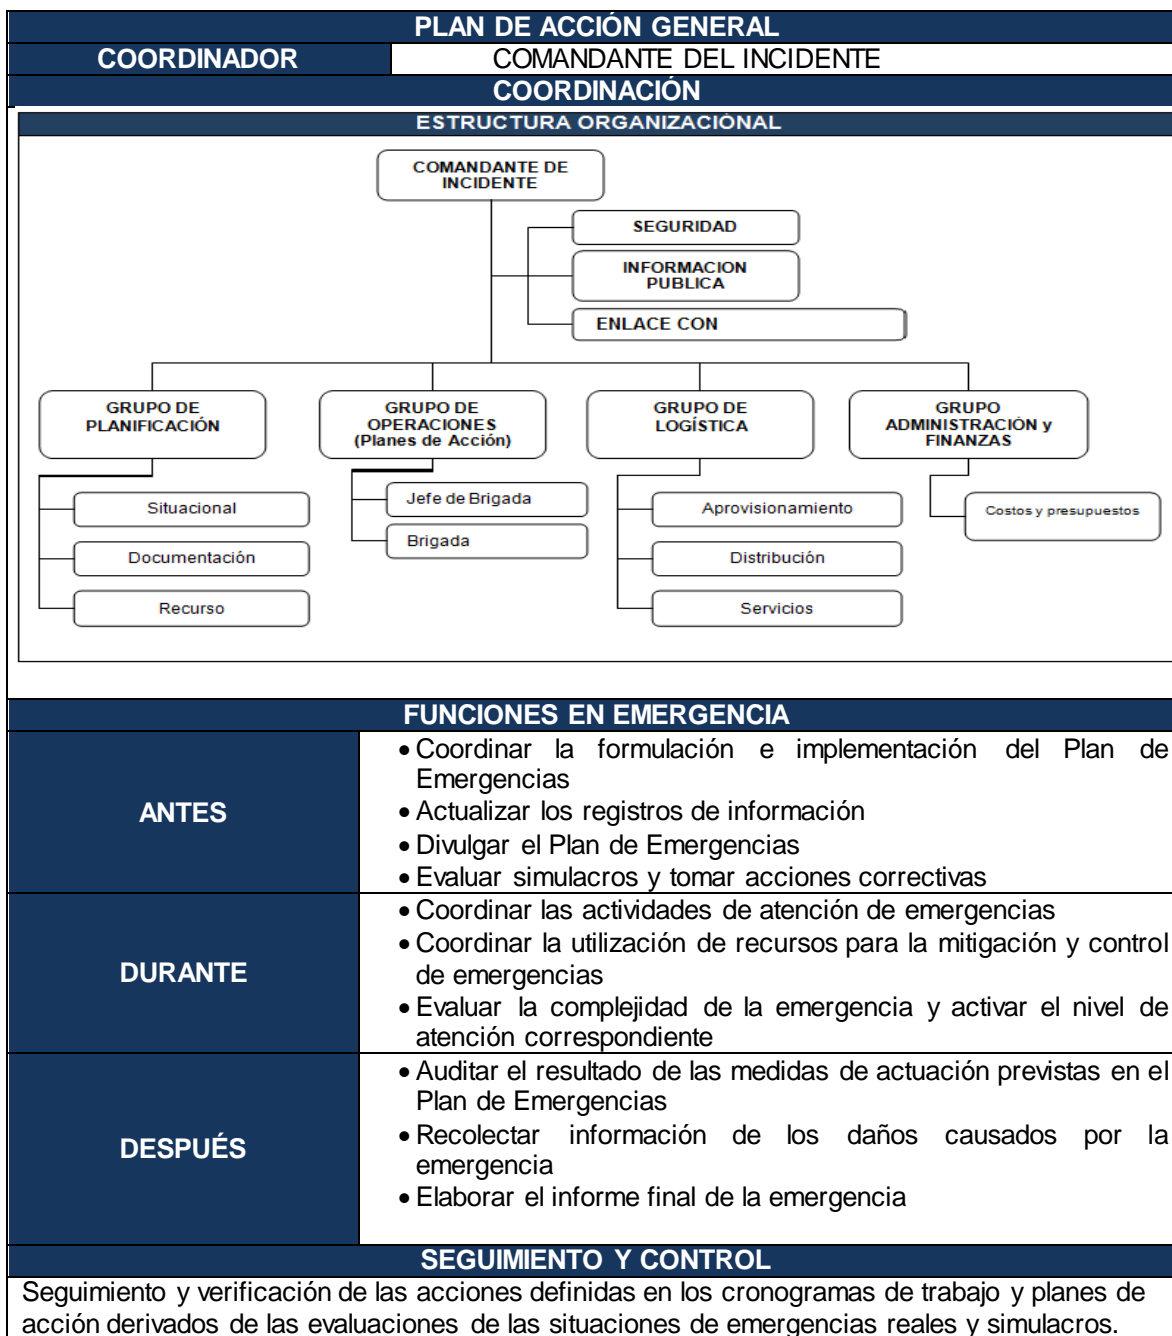 PLAN DE ACCIÓN GENERAL
COORDINADOR COMANDANTE DEL INCIDENTE
COORDINACIÓN
ESTRUCTURA ORGANIZACIÓNAL
COMANDANTE DE
INCIDENTE
SEGURIDAD
INFORMACION
PUBLICA
ENLACE CON
GRUPO DE
PLANIFICACIÓN
GRUPO DE
OPERACIONES
(Planes de Acción)
GRUPO DE
LOGÍSTICA
GRUPO
ADMINISTRACIÓN y
FINANZAS
Situacional
Documentación
Recurso
Jefe de Brigada
Brigada
Aprovisionamiento
Distribución
Servicios
Costos y presupuestos
FUNCIONES EN EMERGENCIA
ANTES
• Coordinar la formulación e implementación del Plan de
Emergencias
• Actualizar los registros de información
• Divulgar el Plan de Emergencias
• Evaluar simulacros y tomar acciones correctivas
DURANTE
• Coordinar las actividades de atención de emergencias
• Coordinar la utilización de recursos para la mitigación y control
de emergencias
• Evaluar la complejidad de la emergencia y activar el nivel de
atención correspondiente
DESPUÉS
• Auditar el resultado de las medidas de actuación previstas en el
Plan de Emergencias
• Recolectar información de los daños causados por la
emergencia
• Elaborar el informe final de la emergencia
SEGUIMIENTO Y CONTROL
Seguimiento y verificación de las acciones definidas en los cronogramas de trabajo y planes de
acción derivados de las evaluaciones de las situaciones de emergencias reales y simulacros.